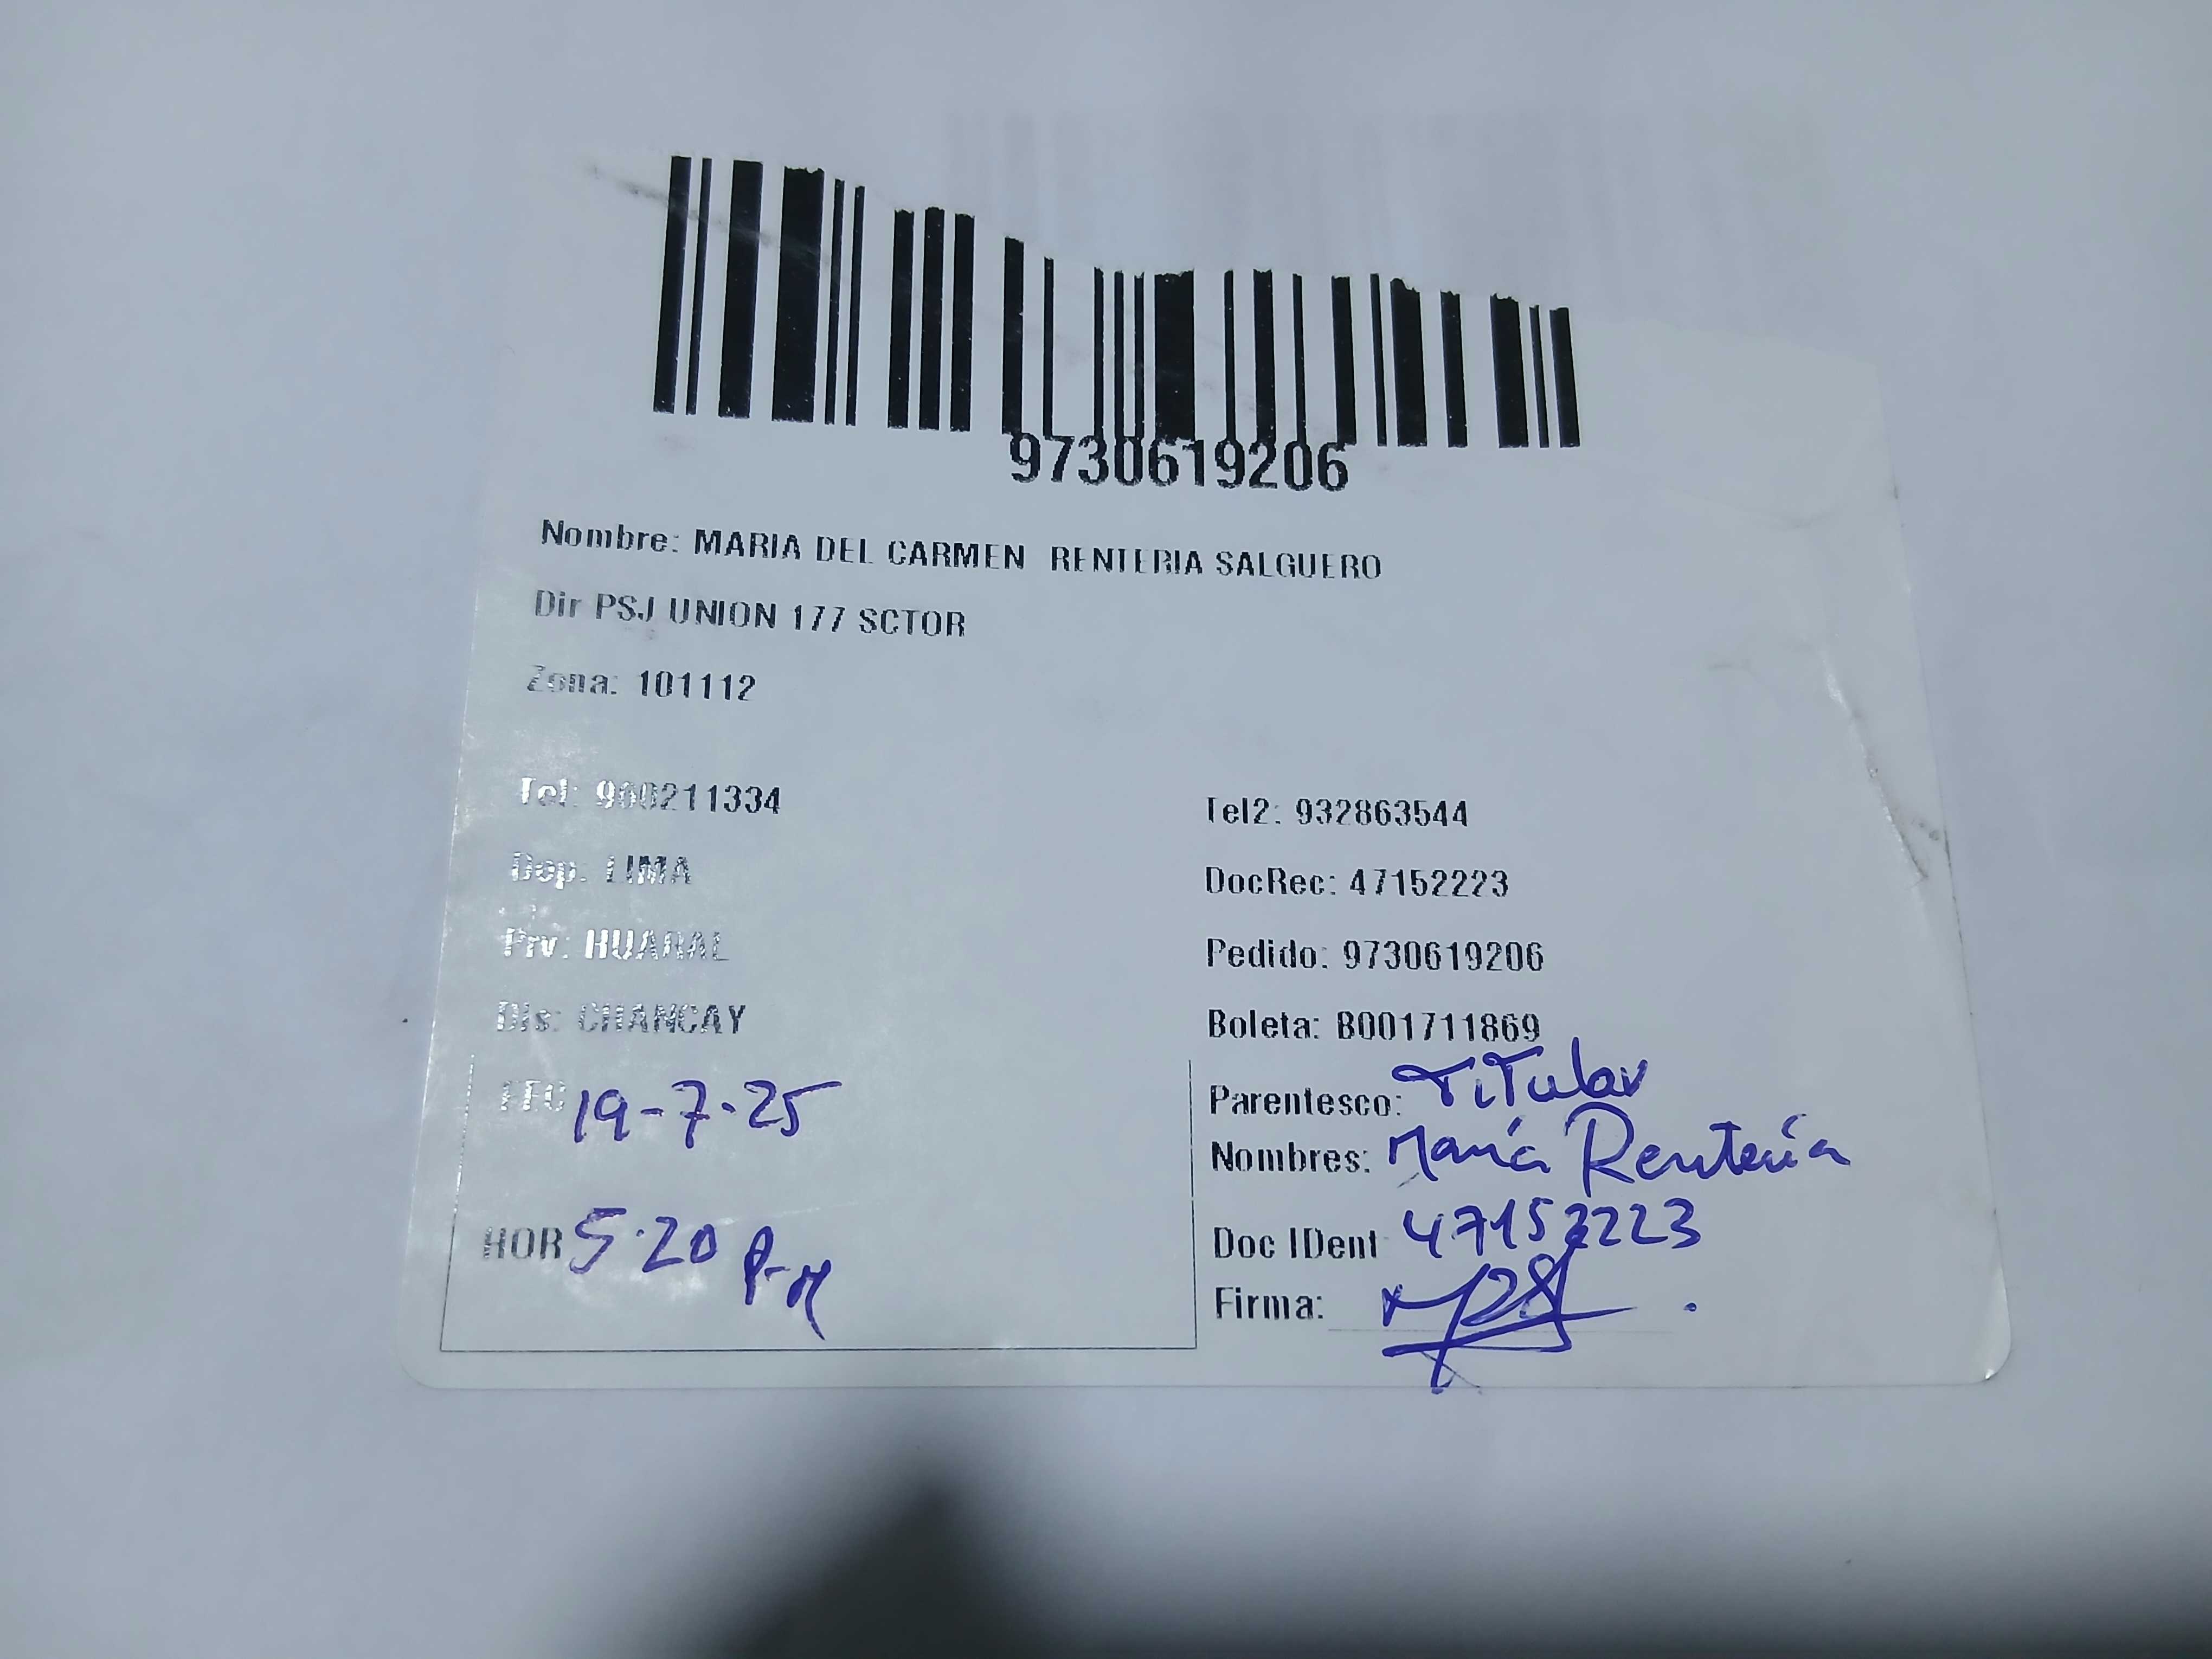 9730619206
Nombre: MARIA DEL CARMEN RENTERIA SALGUERO
Dir PSJ UNION 177 SCTOR
Zona: 101112
Tel: 960211334 Tel2: 932863544
Dep: LIMA DocRec: 47152223
Prv: HUARAL Pedido: 9730619206
Dis: CHANCAY Boleta: B001711869
FEC 19-7-25 Parentesco: Titular
Nombres: María Rentería
HOR 5:20 P.M Doc IDent 47152223
Firma: